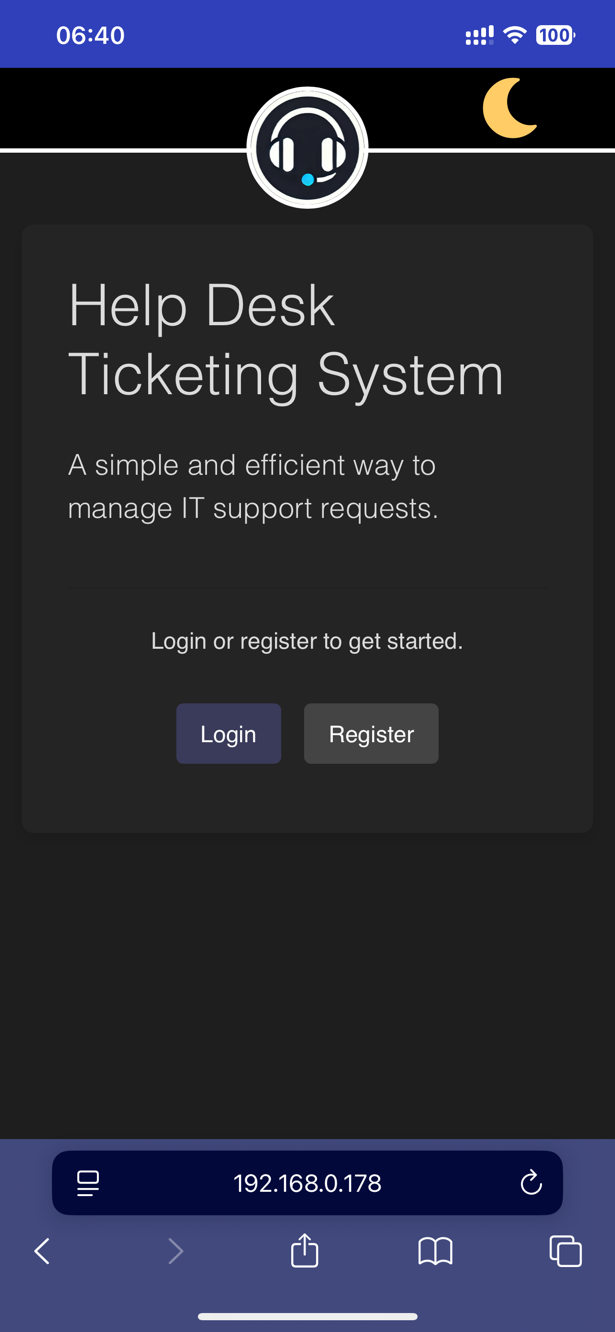 06:40
100
Help Desk
Ticketing System
A simple and efficient way to
manage IT support requests.
Login or register to get started.
Login
Register
192.168.0.178